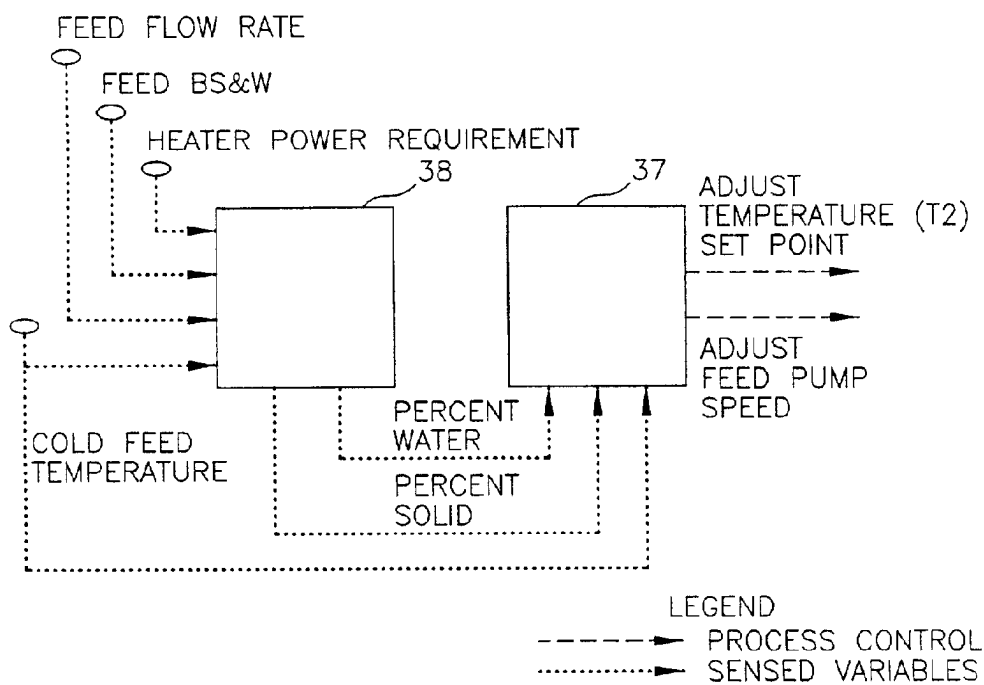 FEED FLOW RATE
FEED BS&W
HEATER POWER REQUIREMENT
38
37
ADJUST
TEMPERATURE (T2)
SET POINT
ADJUST
FEED PUMP
SPEED
COLD FEED
TEMPERATURE
PERCENT
WATER
PERCENT
SOLID
LEGEND
PROCESS CONTROL
SENSED VARIABLES